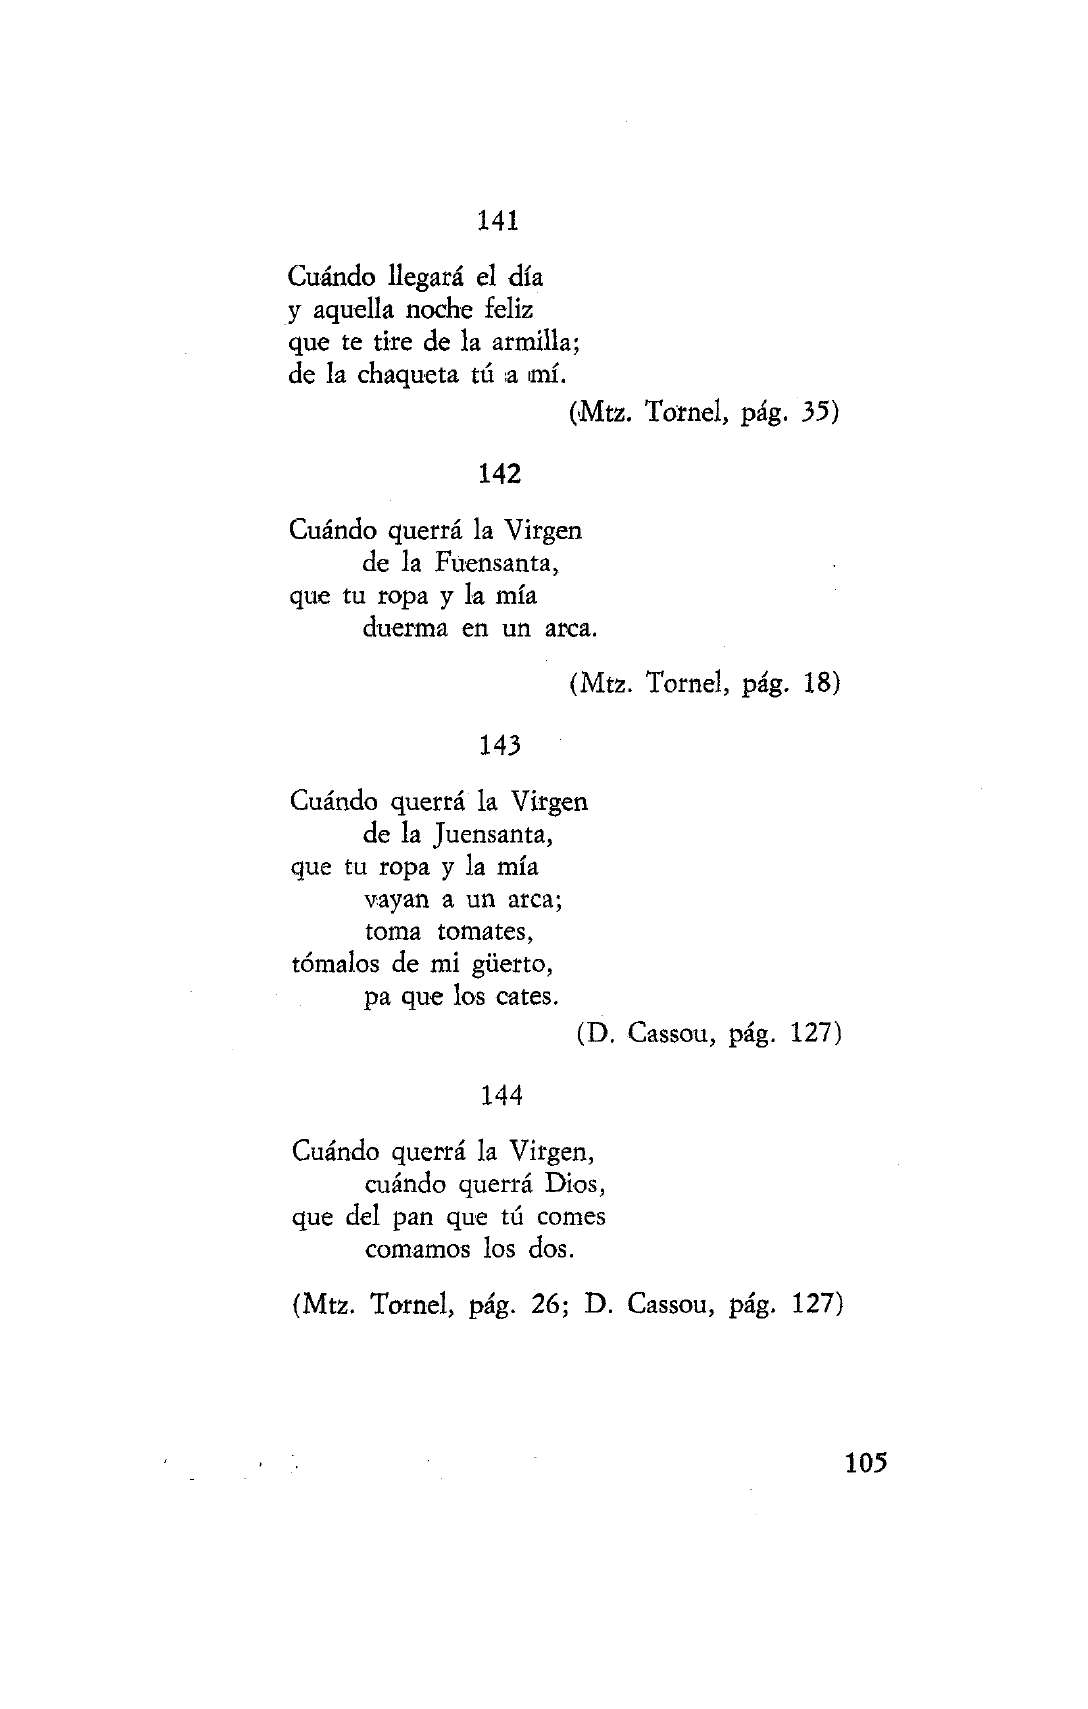 141
Cuándo llegará el día
y aquella noche feliz
que te tire de la armilla;
de la chaqueta tú a mí.
(Mtz. Tornel, pág. 35)
142
Cuándo querrá la Virgen
de la Fuensanta,
que tu ropa y la mía
duerma en un arca.
(Mtz. Tornel, pág. 18)
143
Cuándo querrá la Virgen
de la Juensanta,
que tu ropa y la mía
vayan a un arca;
toma tomates,
tómalos de mi güerto,
pa que los cates.
(D. Cassou, pág. 127)
144
Cuándo querrá la Virgen,
cuándo querrá Dios,
que del pan que tú comes
comamos los dos.
(Mtz. Tornel, pág. 26; D. Cassou, pág. 127)
105